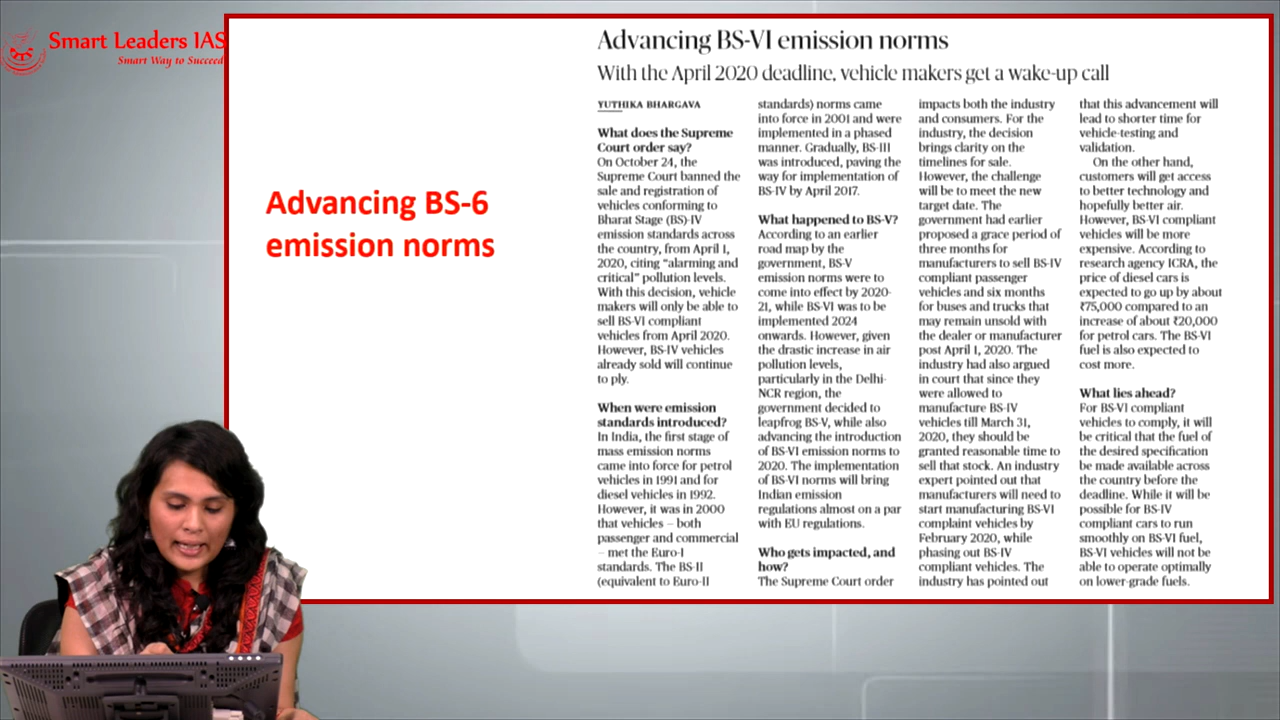 Smart Leaders IAS
Smart Way to Succeed
Advancing BS-6
emission norms
Advancing BS-VI emission norms
With the April 2020 deadline, vehicle makers get a wake-up call
YUTHIKA BHARGAVA
What does the Supreme
Court order say?
On October 24, the
Supreme Court banned the
sale and registration of
vehicles conforming to
Bharat Stage (BS)-IV
emission standards across
the country, from April 1,
2020, citing “alarming and
critical” pollution levels.
With this decision, vehicle
makers will only be able to
sell BS-VI compliant
vehicles from April 2020.
However, BS-IV vehicles
already sold will continue
to ply.
When were emission
standards introduced?
In India, the first stage of
mass emission norms
came into force for petrol
vehicles in 1991 and for
diesel vehicles in 1992.
However, it was in 2000
that vehicles – both
passenger and commercial
– met the Euro-I
standards. The BS-II
(equivalent to Euro-II
standards) norms came
into force in 2001 and were
implemented in a phased
manner. Gradually, BS-III
was introduced, paving the
way for implementation of
BS-IV by April 2017.
What happened to BS-V?
According to an earlier
road map by the
government, BS-V
emission norms were to
come into effect by 2020-
21, while BS-VI was to be
implemented 2024
onwards. However, given
the drastic increase in air
pollution levels,
particularly in the Delhi-
NCR region, the
government decided to
leapfrog BS-V, while also
advancing the introduction
of BS-VI emission norms to
2020. The implementation
of BS-VI norms will bring
Indian emission
regulations almost on a par
with EU regulations.
Who gets impacted, and
how?
The Supreme Court order
impacts both the industry
and consumers. For the
industry, the decision
brings clarity on the
timelines for sale.
However, the challenge
will be to meet the new
target date. The
government had earlier
proposed a grace period of
three months for
manufacturers to sell BS-IV
compliant passenger
vehicles and six months
for buses and trucks that
may remain unsold with
the dealer or manufacturer
post April 1, 2020. The
industry had also argued
in court that since they
were allowed to
manufacture BS-IV
vehicles till March 31,
2020, they should be
granted reasonable time to
sell that stock. An industry
expert pointed out that
manufacturers will need to
start manufacturing BS-VI
complaint vehicles by
February 2020, while
phasing out BS-IV
compliant vehicles. The
industry has pointed out
that this advancement will
lead to shorter time for
vehicle-testing and
validation.
On the other hand,
customers will get access
to better technology and
hopefully better air.
However, BS-VI compliant
vehicles will be more
expensive. According to
research agency ICRA, the
price of diesel cars is
expected to go up by about
₹75,000 compared to an
increase of about ₹20,000
for petrol cars. The BS-VI
fuel is also expected to
cost more.
What lies ahead?
For BS-VI compliant
vehicles to comply, it will
be critical that the fuel of
the desired specification
be made available across
the country before the
deadline. While it will be
possible for BS-IV
compliant cars to run
smoothly on BS-VI fuel,
BS-VI vehicles will not be
able to operate optimally
on lower-grade fuels.